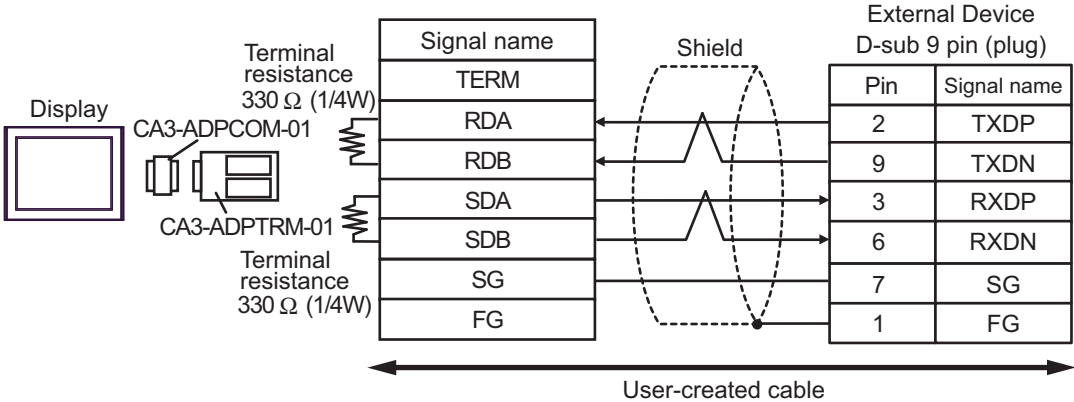 Display
CA3-ADPCOM-01
CA3-ADPTRM-01
Terminal
resistance
330 Ω (1/4W)
Terminal
resistance
330 Ω (1/4W)
Signal name
TERM
RDA
RDB
SDA
SDB
SG
FG
Shield
External Device
D-sub 9 pin (plug)
Pin Signal name
2 TXDP
9 TXDN
3 RXDP
6 RXDN
7 SG
1 FG
User-created cable